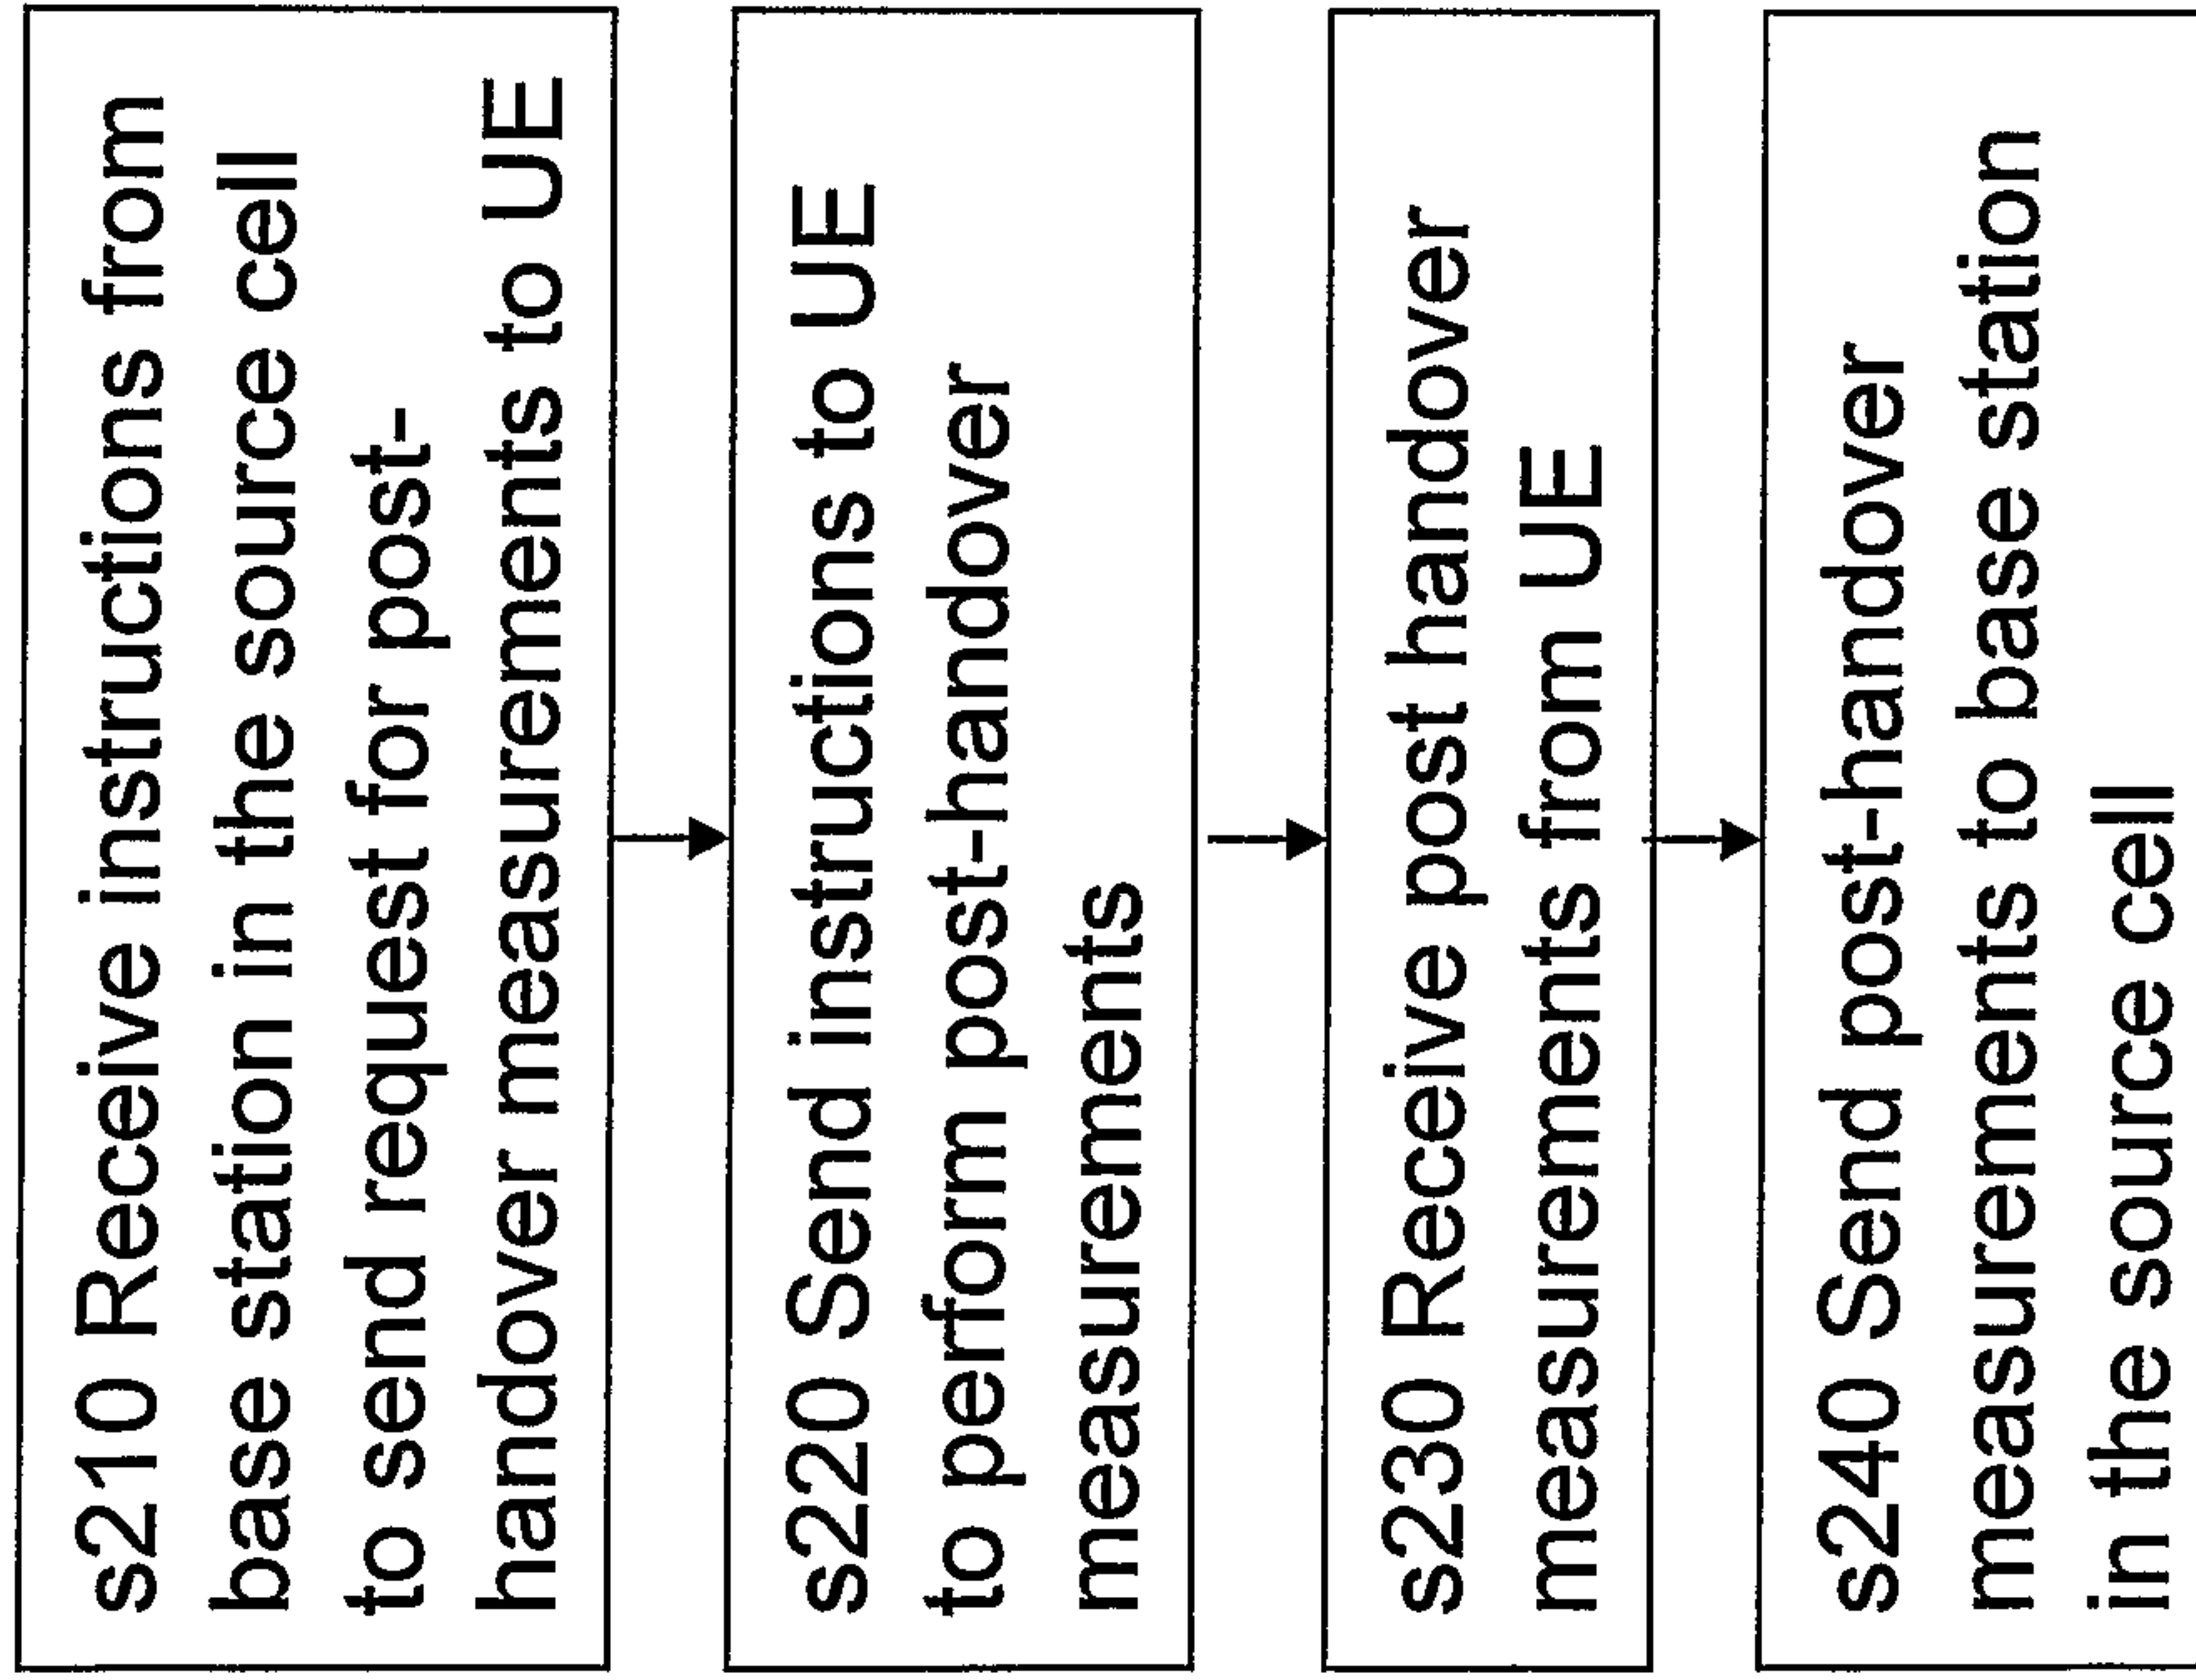 s210 Receive instructions from
base station in the source cell
to send request for post-
handover measurements to UE
s220 Send instructions to UE
to perform post-handover
measurements
s230 Receive post handover
measurements from UE
s240 Send post-handover
measurements to base station
in the source cell